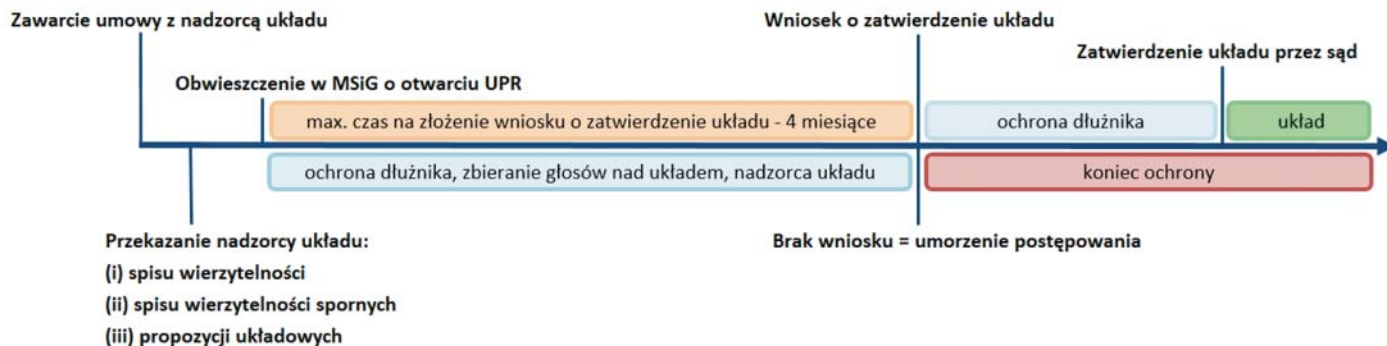 Zawarcie umowy z nadzorcą układu
Wniosek o zatwierdzenie układu
Zatwierdzenie układu przez sąd
Obwieszczenie w MSiG o otwarciu UPR
max. czas na złożenie wniosku o zatwierdzenie układu - 4 miesiące
ochrona dłużnika
układ
ochrona dłużnika, zbieranie głosów nad układem, nadzorca układu
koniec ochrony
Przekazanie nadzorcy układu:
(i) spisu wierzytelności
(ii) spisu wierzytelności spornych
(iii) propozycji układowych
Brak wniosku = umorzenie postępowania